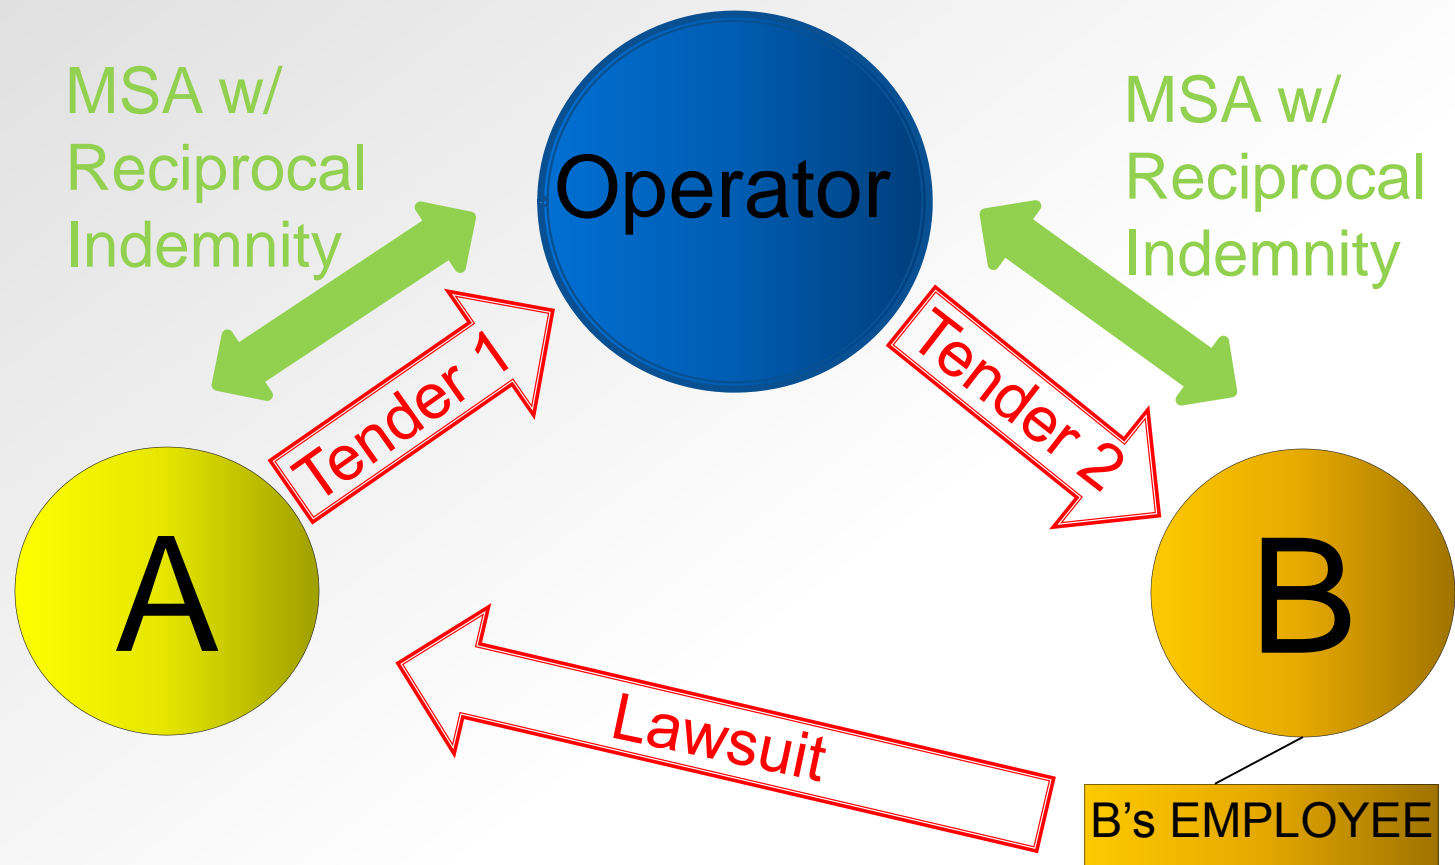 MSA w/
Reciprocal
Indemnity
Operator
MSA w/
Reciprocal
Indemnity
Tender 1
Tender 2
A
B
Lawsuit
B’s EMPLOYEE